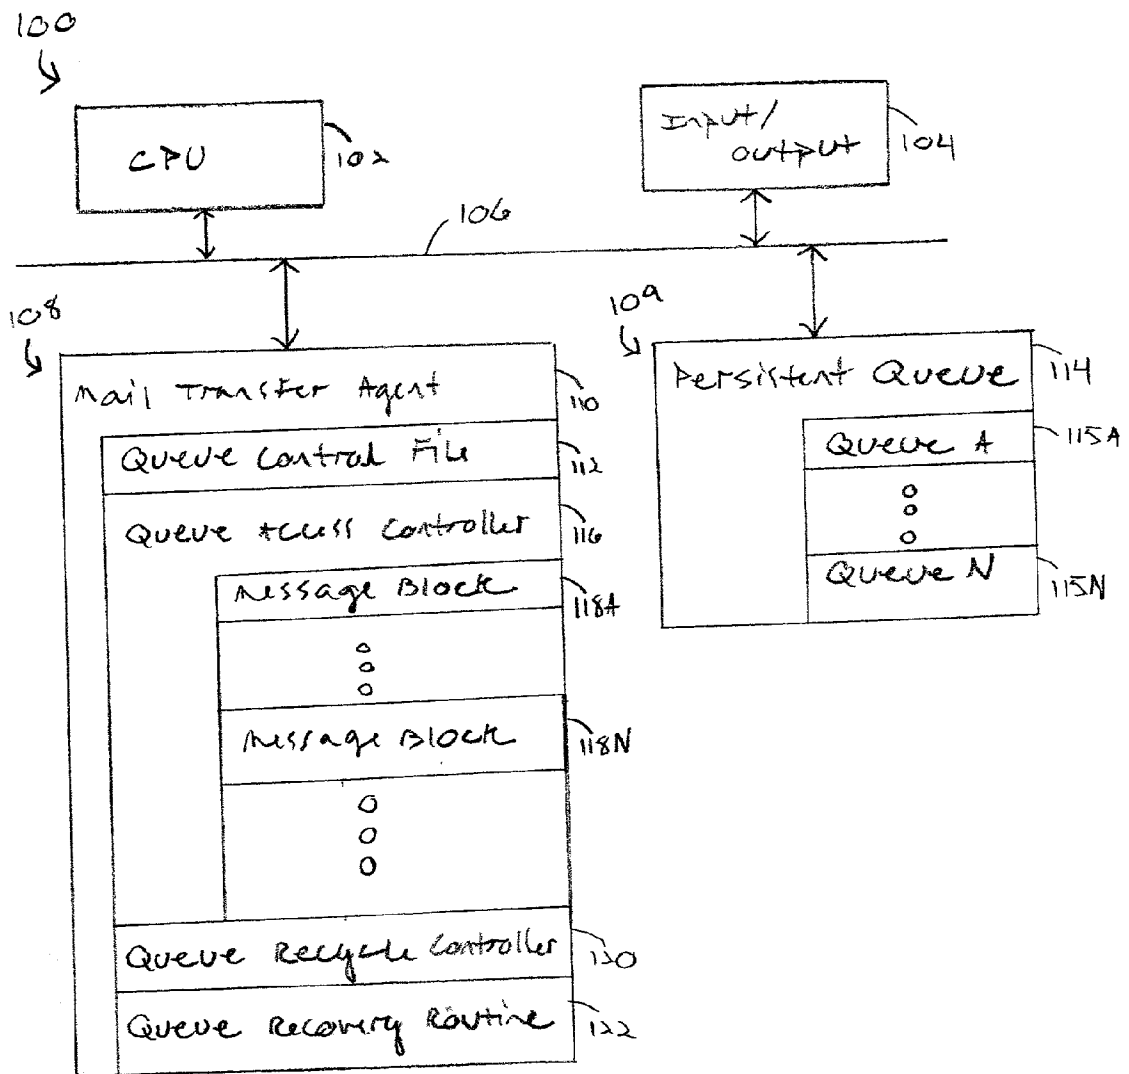 100
CPU
102
Input/
output
104
106
108
109
Mail Transfer Agent
110
Queue Control File
112
Queue Access Controller
116
Message Block
118A
Message Block
118N
Queue Recycle Controller
120
Queue Recovery Routine
122
Persistent Queue
114
Queue A
115A
Queue N
115N